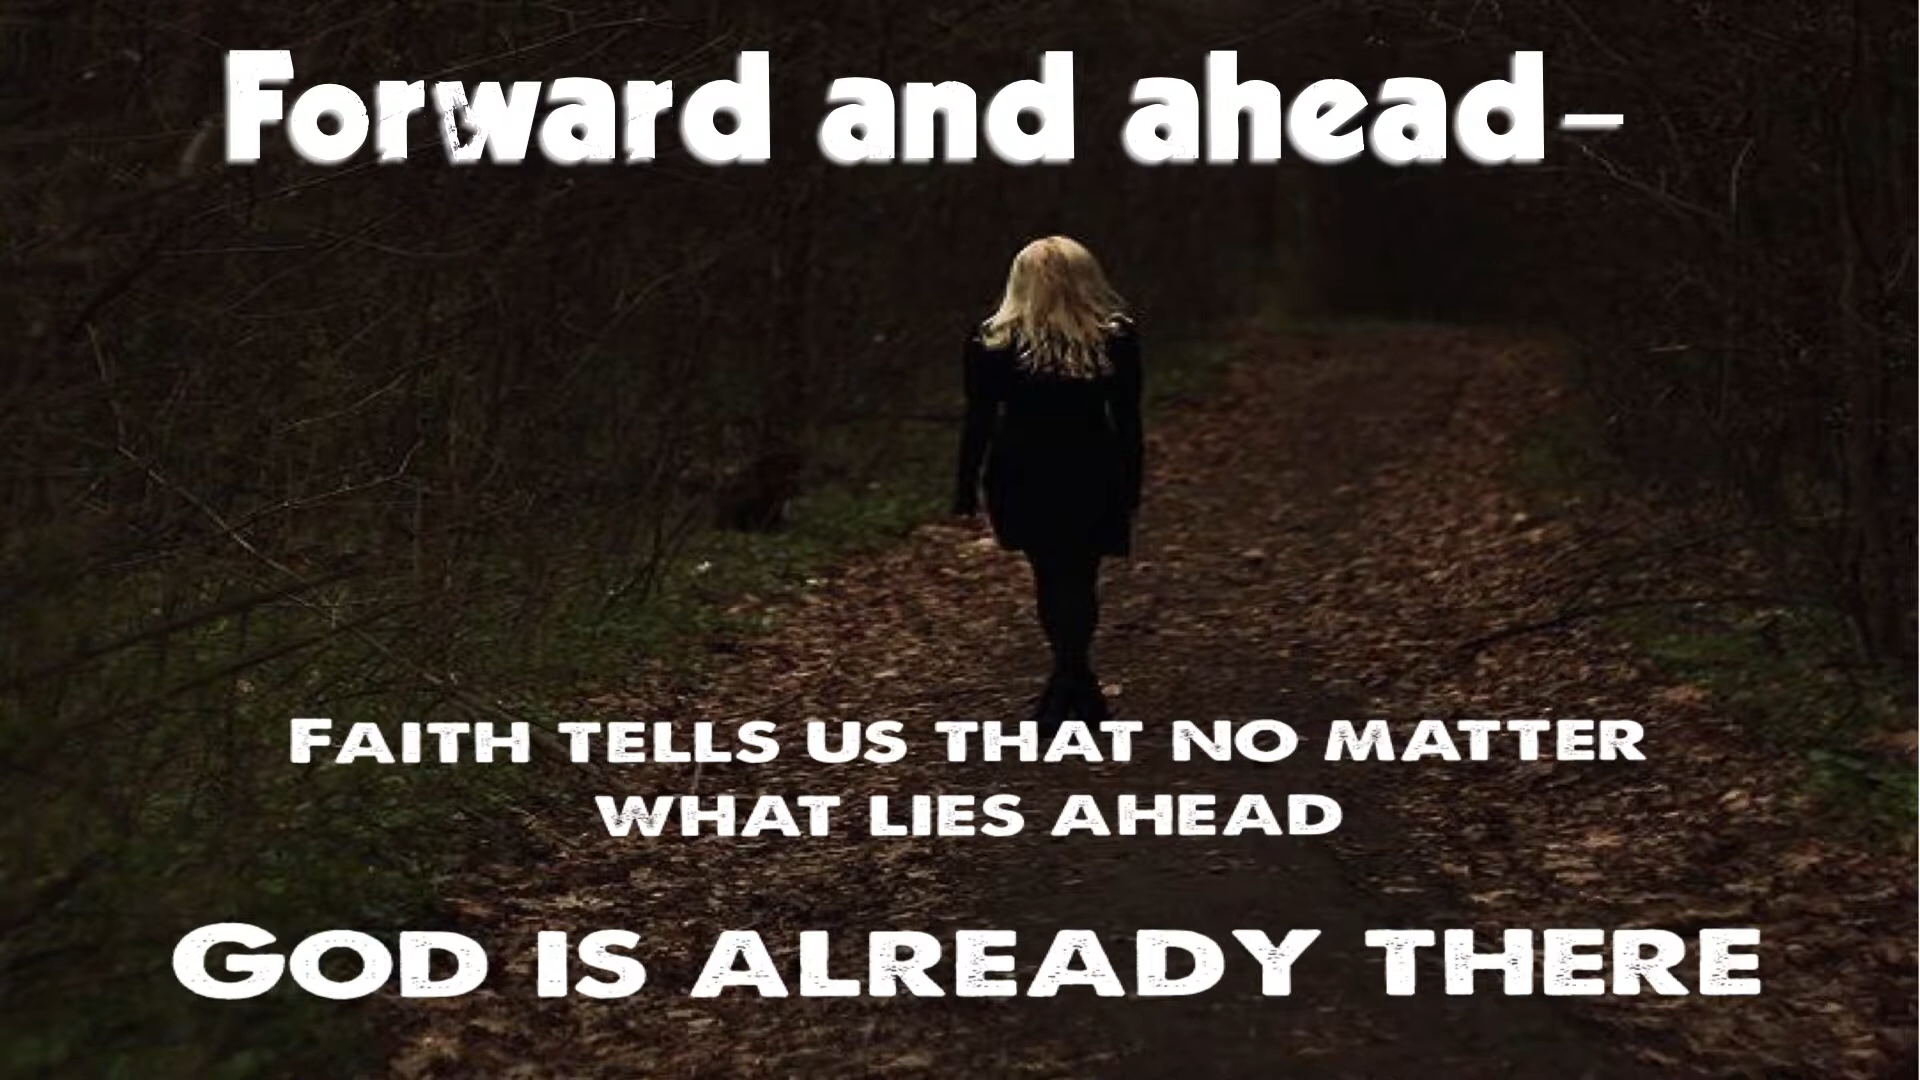 Forward and ahead–
Faith tells us that no matter
what lies ahead
God is already there